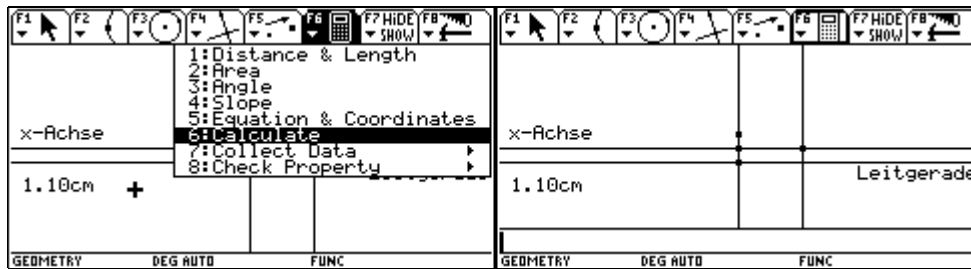 F1 F2 F3 F4 F5 F6 F7 HIDE SHOW F8
1:Distance & Length
2:Area
3:Angle
4:Slope
5:Equation & Coordinates
6:Calculate
7:Collect Data
8:Check Property
x-Achse
1.10cm
GEOMETRY DEG AUTO FUNC
F1 F2 F3 F4 F5 F6 F7 HIDE SHOW F8
x-Achse
Leitgerade
1.10cm
GEOMETRY DEG AUTO FUNC